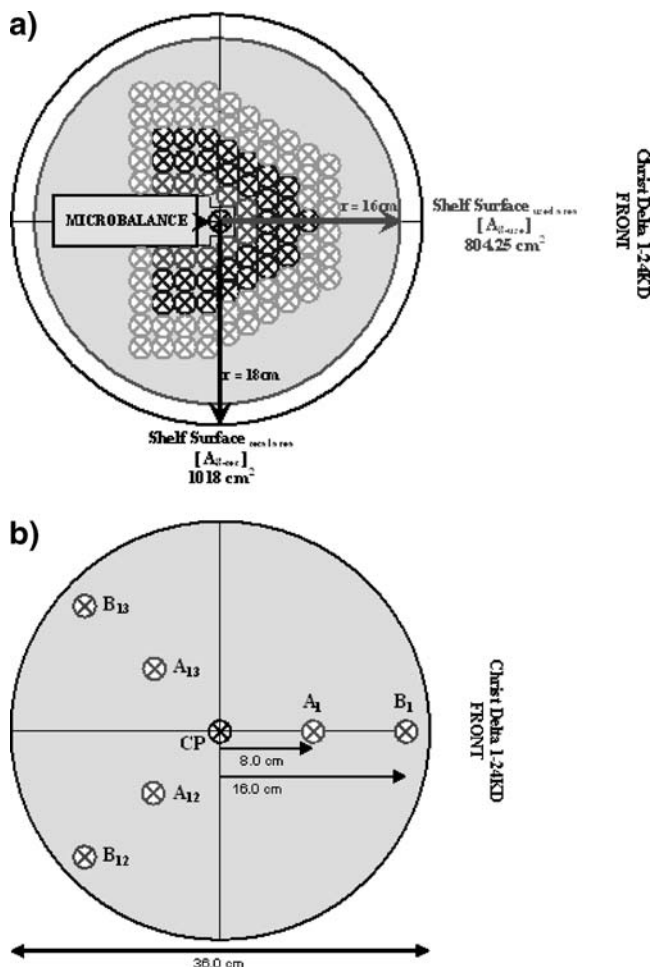 a)
MICROBALANCE
r = 16cm
Shelf Surface used area
804.25 cm²
r = 18cm
Shelf Surface
1018 cm²
Christ Delta 1-24KD
FRONT
b)
B₁₃
A₁₃
A₁
B₁
CP
8.0 cm
16.0 cm
A₁₂
B₁₂
36.0 cm
Christ Delta 1-24KD
FRONT